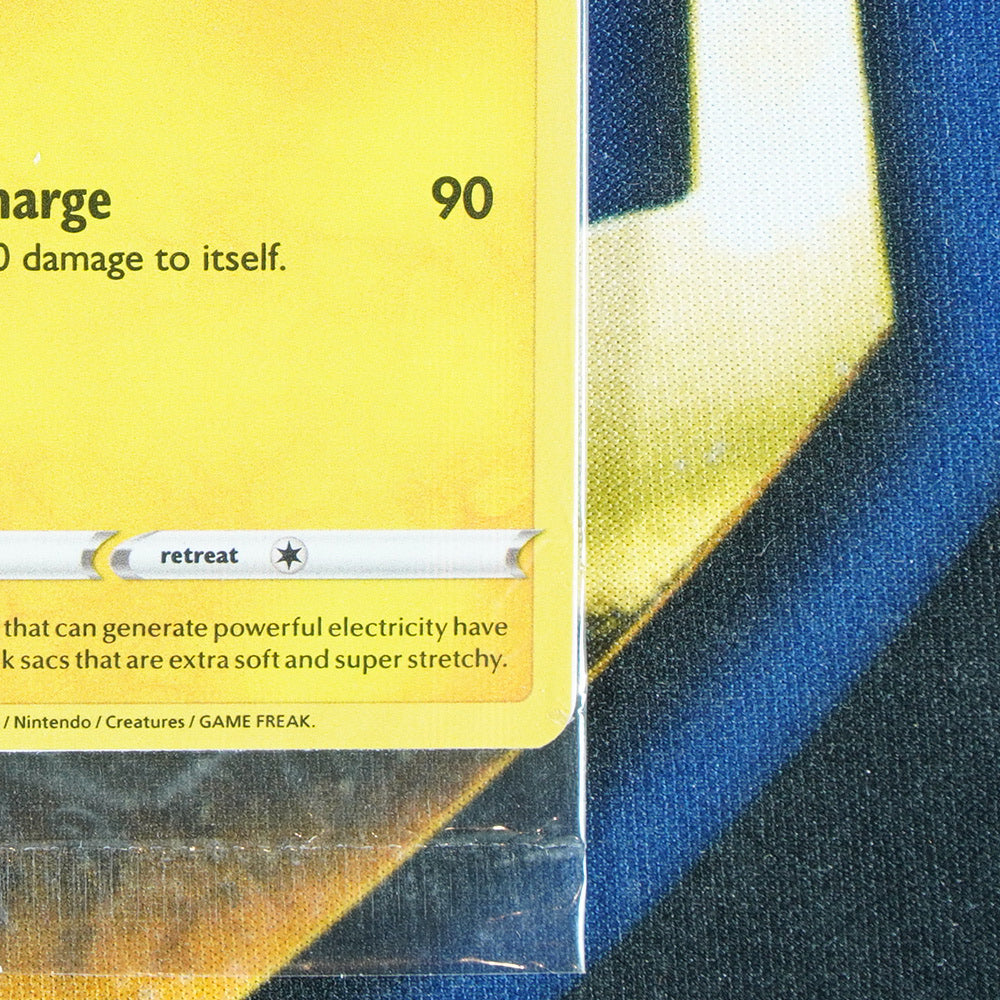 harge 90
0 damage to itself.
retreat
that can generate powerful electricity have
k sacs that are extra soft and super stretchy.
/ Nintendo / Creatures / GAME FREAK.